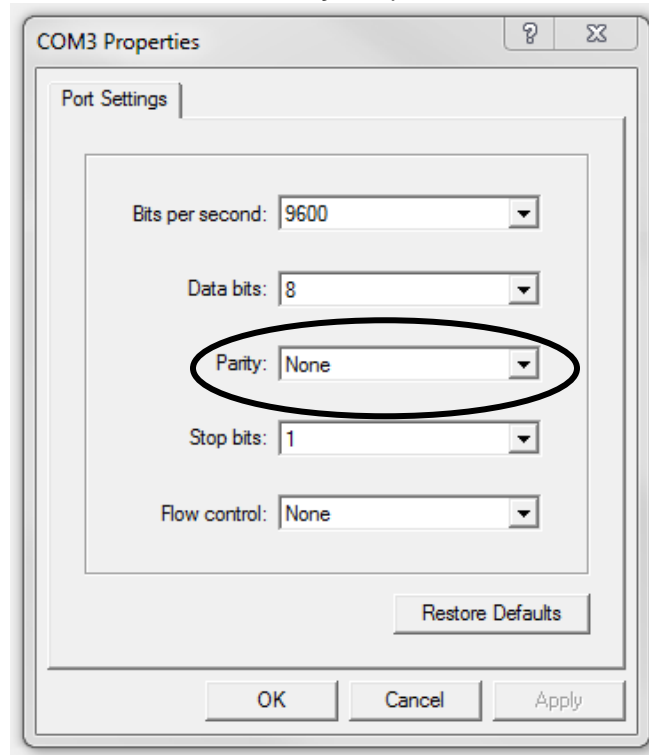 COM3 Properties
Port Settings
Bits per second: 9600
Data bits: 8
Parity: None
Stop bits: 1
Flow control: None
Restore Defaults
OK Cancel Apply